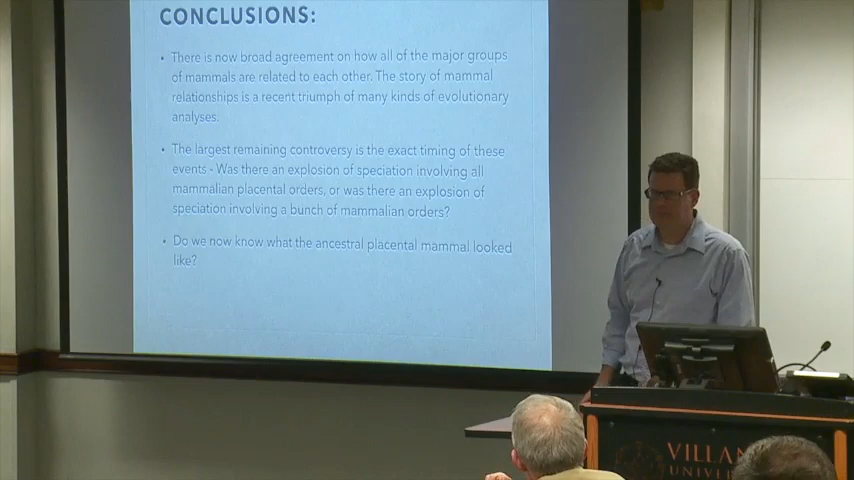 CONCLUSIONS:
• There is now broad agreement on how all of the major groups
of mammals are related to each other. The story of mammal
relationships is a recent triumph of many kinds of evolutionary
analyses.
• The largest remaining controversy is the exact timing of these
events - Was there an explosion of speciation involving all
mammalian placental orders, or was there an explosion of
speciation involving a bunch of mammalian orders?
• Do we now know what the ancestral placental mammal looked
like?
VILLAN
UNIVERS